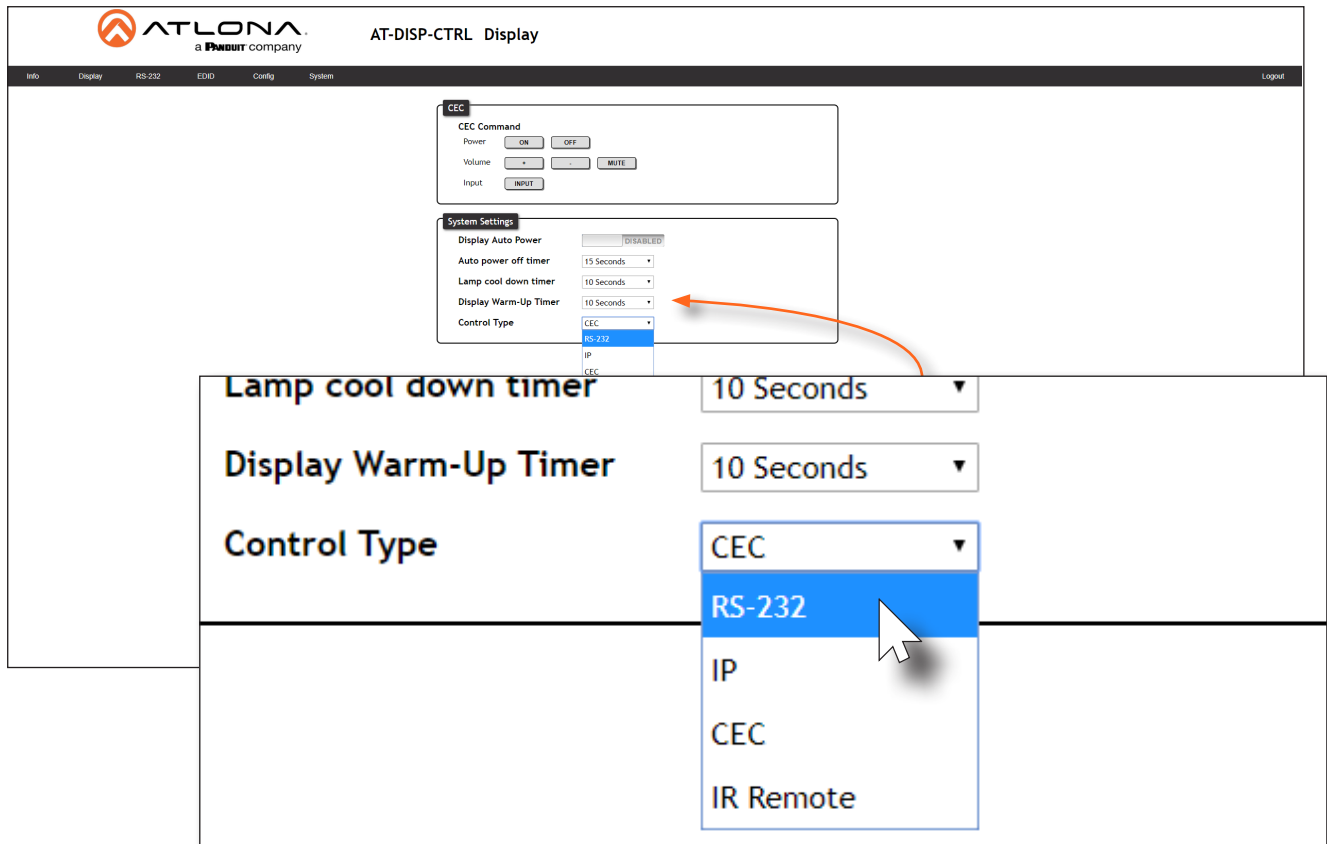 ATLONA.
a PANDUIT company
AT-DISP-CTRL Display
Info Display RS-232 EDID Config System Logout
CEC
CEC Command
Power ON OFF
Volume + - MUTE
Input INPUT
System Settings
Display Auto Power DISABLED
Auto power off timer 15 Seconds
Lamp cool down timer 10 Seconds
Display Warm-Up Timer 10 Seconds
Control Type CEC
RS-232
IP
CEC
Lamp cool down timer 10 Seconds
Display Warm-Up Timer 10 Seconds
Control Type CEC
RS-232
IP
CEC
IR Remote